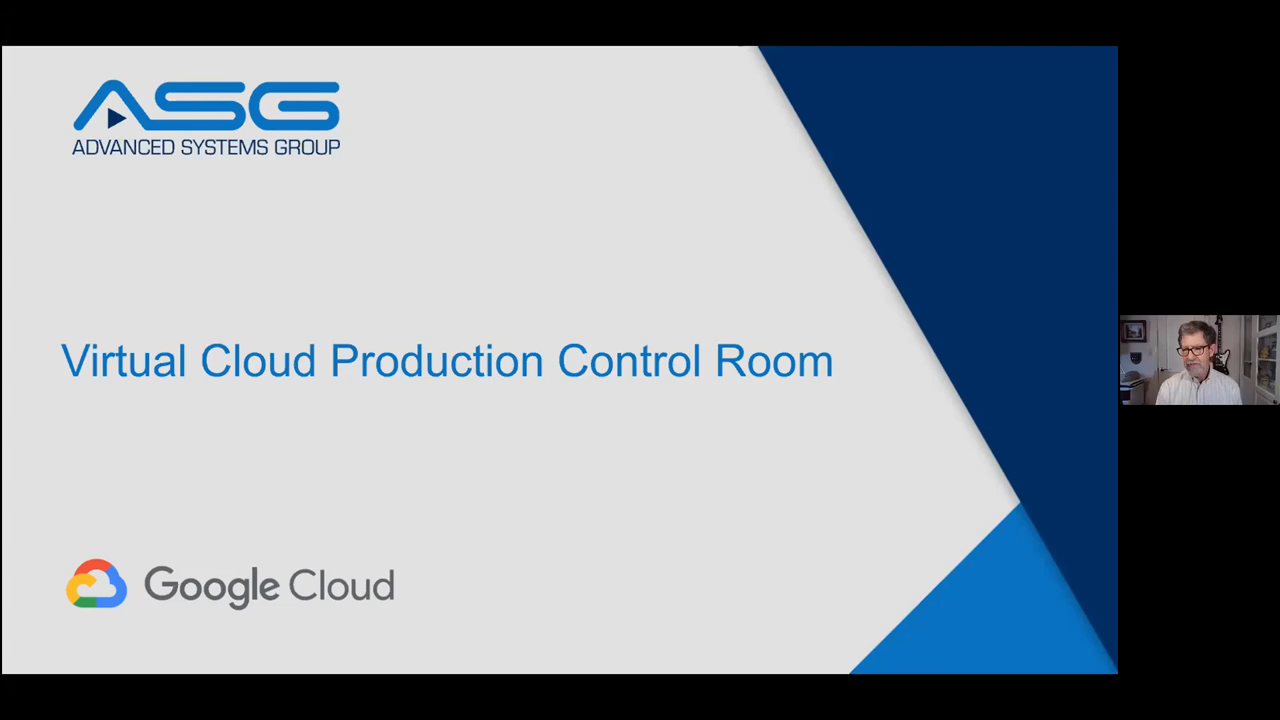 ASG
ADVANCED SYSTEMS GROUP
Virtual Cloud Production Control Room
Google Cloud